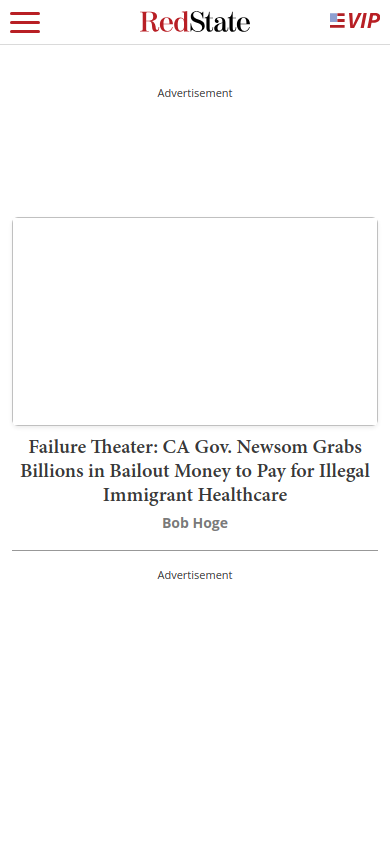 RedState
VIP
Advertisement
Failure Theater: CA Gov. Newsom Grabs
Billions in Bailout Money to Pay for Illegal
Immigrant Healthcare
Bob Hoge
Advertisement